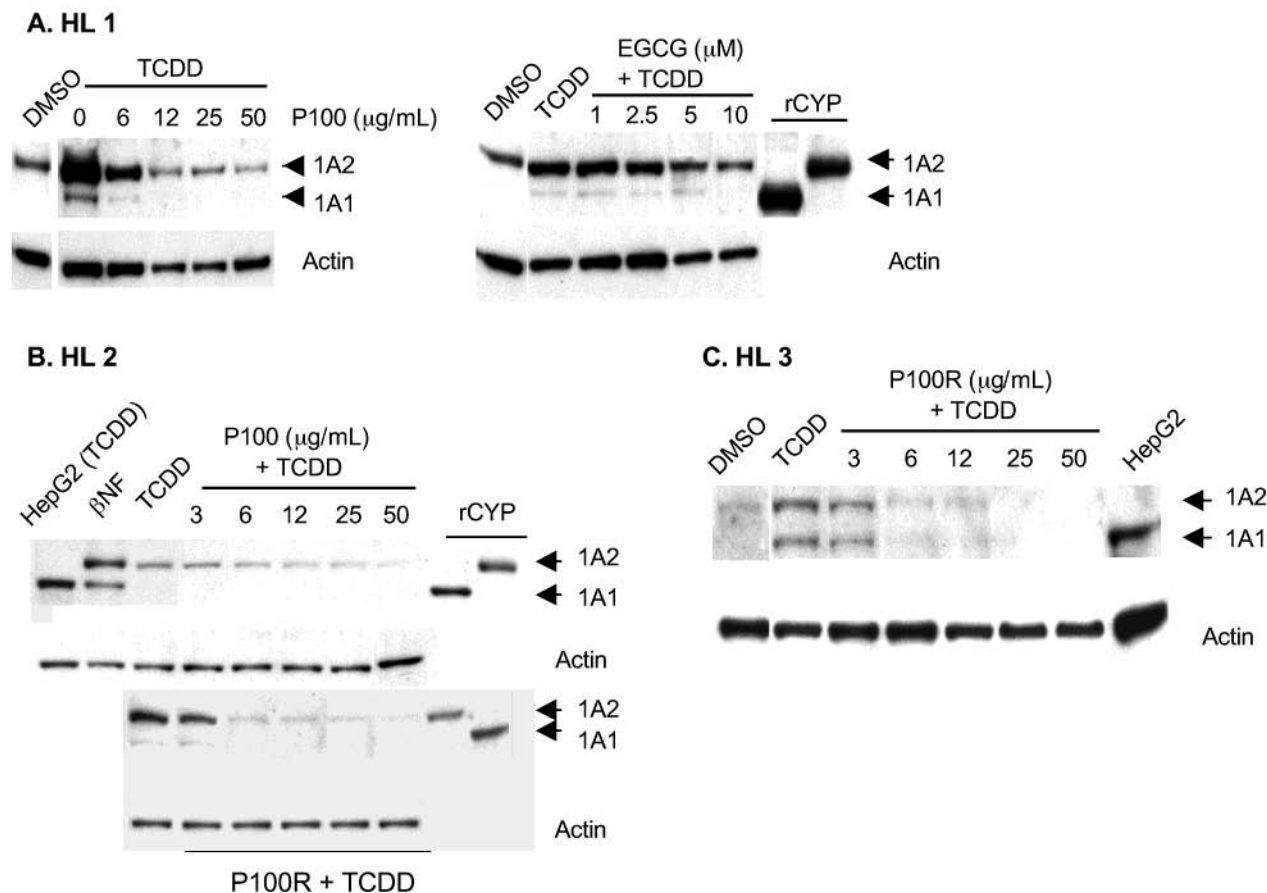 A. HL 1
DMSO
TCDD
0 6 12 25 50 P100 (μg/mL)
1A2
1A1
Actin
DMSO
TCDD
EGCG (μM)
+ TCDD
1 2.5 5 10
rCYP
1A2
1A1
Actin
B. HL 2
HepG2 (TCDD)
βNF
TCDD
P100 (μg/mL)
+ TCDD
3 6 12 25 50
rCYP
1A2
1A1
Actin
1A2
1A1
Actin
P100R + TCDD
C. HL 3
DMSO
TCDD
P100R (μg/mL)
+ TCDD
3 6 12 25 50
HepG2
1A2
1A1
Actin